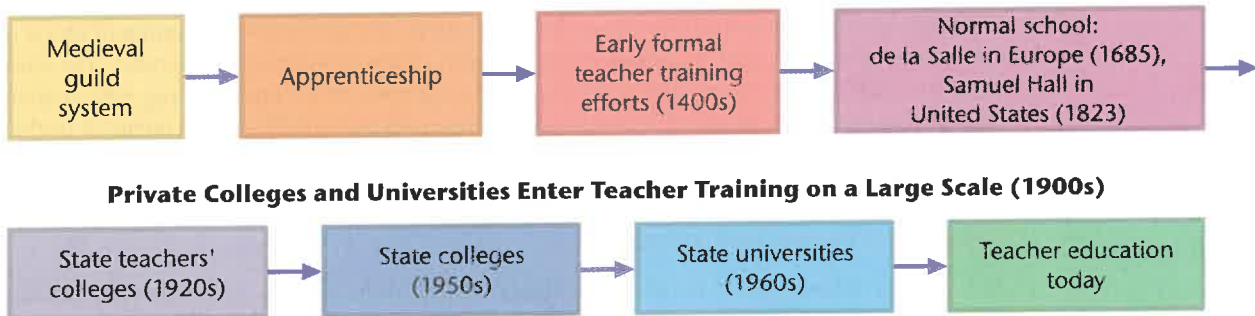 Medieval
guild
system
Apprenticeship
Early formal
teacher training
efforts (1400s)
Normal school:
de la Salle in Europe (1685),
Samuel Hall in
United States (1823)
Private Colleges and Universities Enter Teacher Training on a Large Scale (1900s)
State teachers'
colleges (1920s)
State colleges
(1950s)
State universities
(1960s)
Teacher education
today